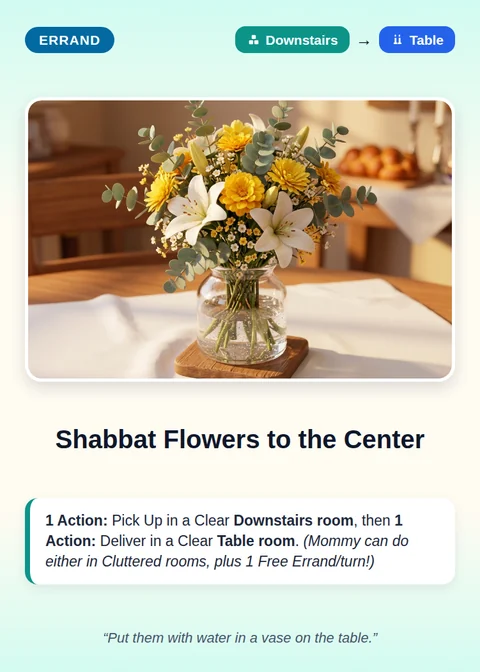 ERRAND
Downstairs → Table
Shabbat Flowers to the Center
1 Action: Pick Up in a Clear Downstairs room, then 1
Action: Deliver in a Clear Table room. (Mommy can do
either in Cluttered rooms, plus 1 Free Errand/turn!)
“Put them with water in a vase on the table.”